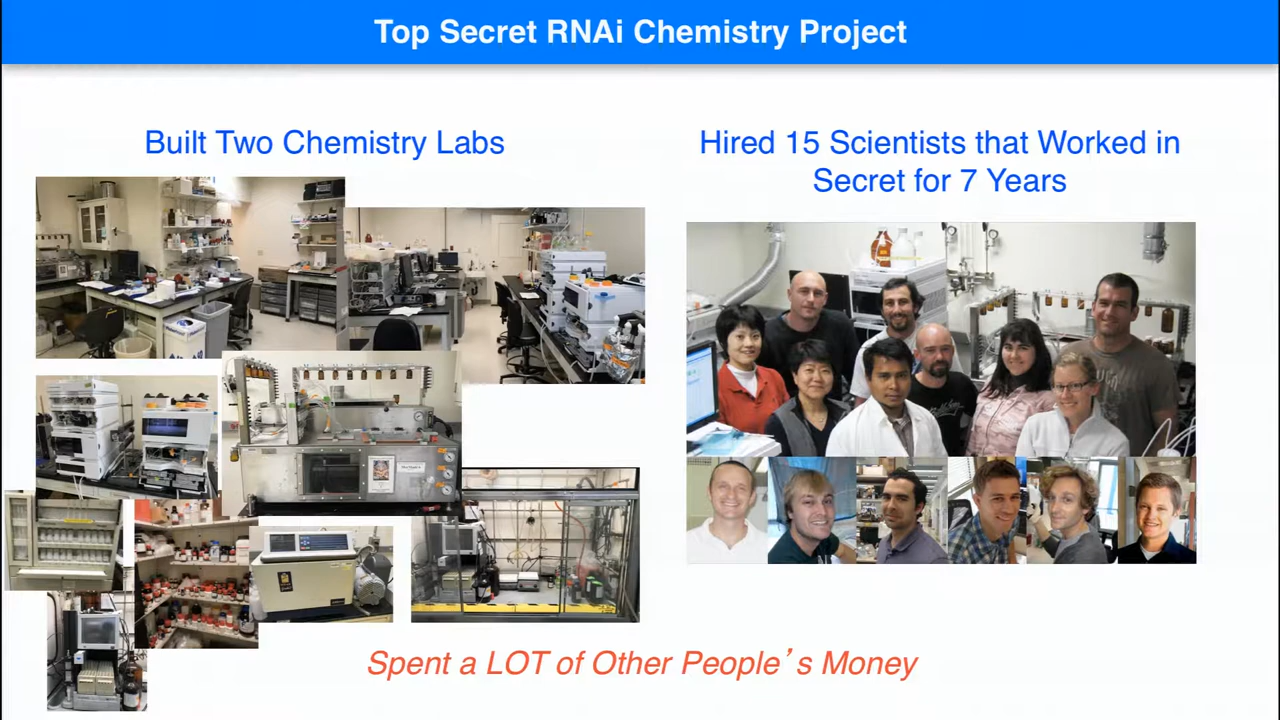 Top Secret RNAi Chemistry Project
Built Two Chemistry Labs
Hired 15 Scientists that Worked in
Secret for 7 Years
Spent a LOT of Other People’s Money